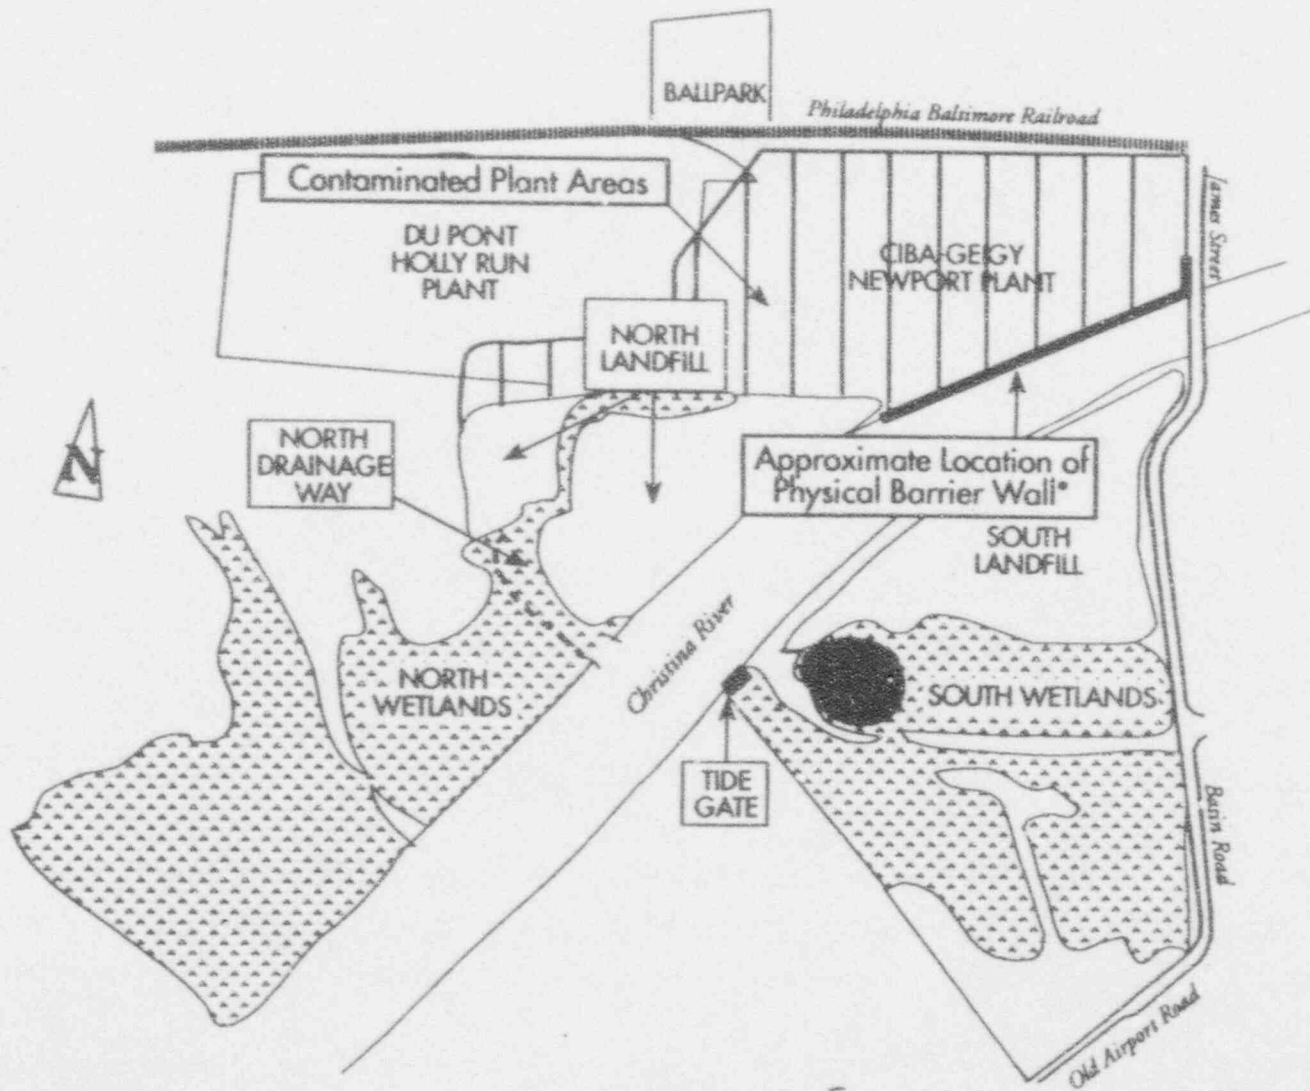 BALLPARK
Philadelphia Baltimore Railroad
Contaminated Plant Areas
James Street
DU PONT
HOLLY RUN
PLANT
CIBA-GEIGY
NEWPORT PLANT
NORTH
LANDFILL
N
NORTH
DRAINAGE
WAY
Approximate Location of
Physical Barrier Wall*
SOUTH
LANDFILL
Christina River
NORTH
WETLANDS
SOUTH WETLANDS
TIDE
GATE
Basin Road
Old Airport Road